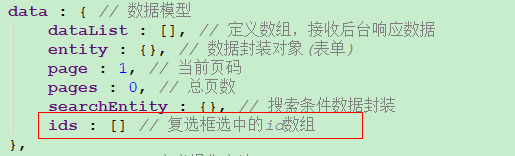 data : { // 数据模型
dataList : [], // 定义数组，接收后台响应数据
entity : {}, // 数据封装对象(表单)
page : 1, // 当前页码
pages : 0, // 总页数
searchEntity : {}, // 搜索条件数据封装
ids : [] // 复选框选中的id数组
},